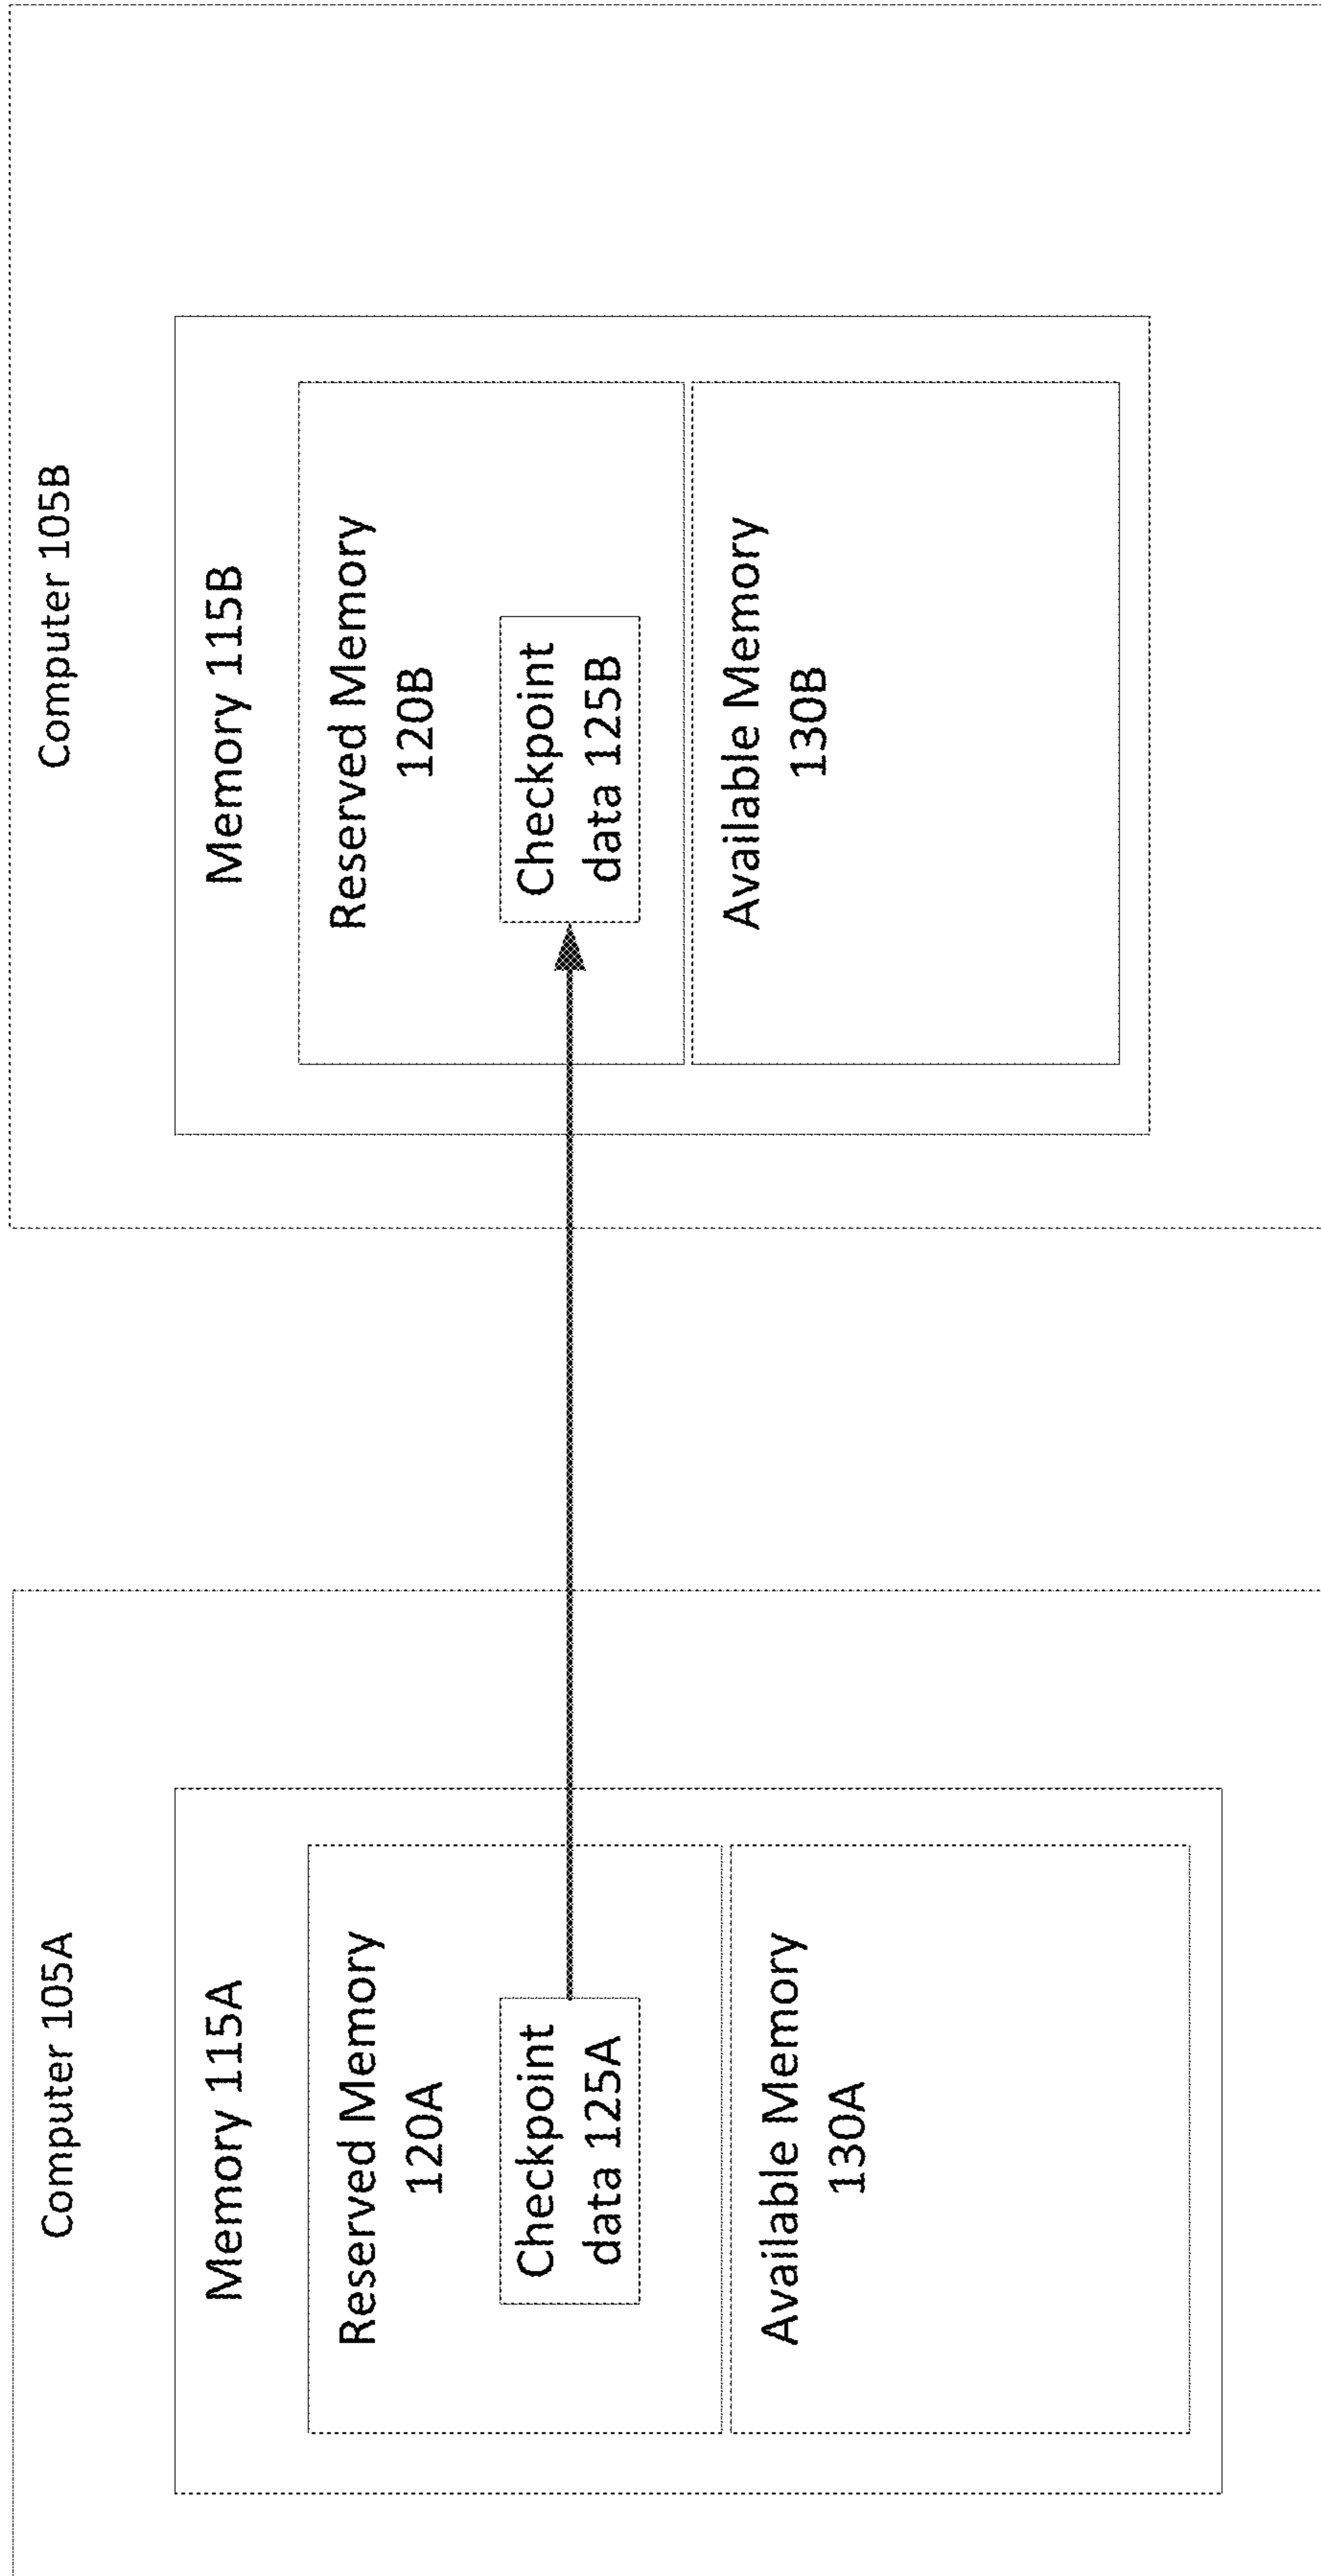 Computer 105A
Memory 115A
Reserved Memory
120A
Checkpoint
data 125A
Available Memory
130A
Computer 105B
Memory 115B
Reserved Memory
120B
Checkpoint
data 125B
Available Memory
130B